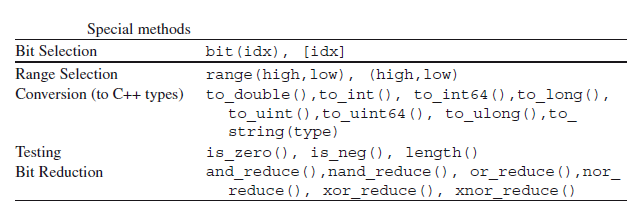 Special methods
Bit Selection bit(idx), [idx]
Range Selection range(high,low), (high,low)
Conversion (to C++ types) to_double(),to_int(), to_int64(),to_long(),
to_uint(),to_uint64(), to_ulong(),to_
string(type)
Testing is_zero(), is_neg(), length()
Bit Reduction and_reduce(),nand_reduce(), or_reduce(),nor_
reduce(), xor_reduce(), xnor_reduce()